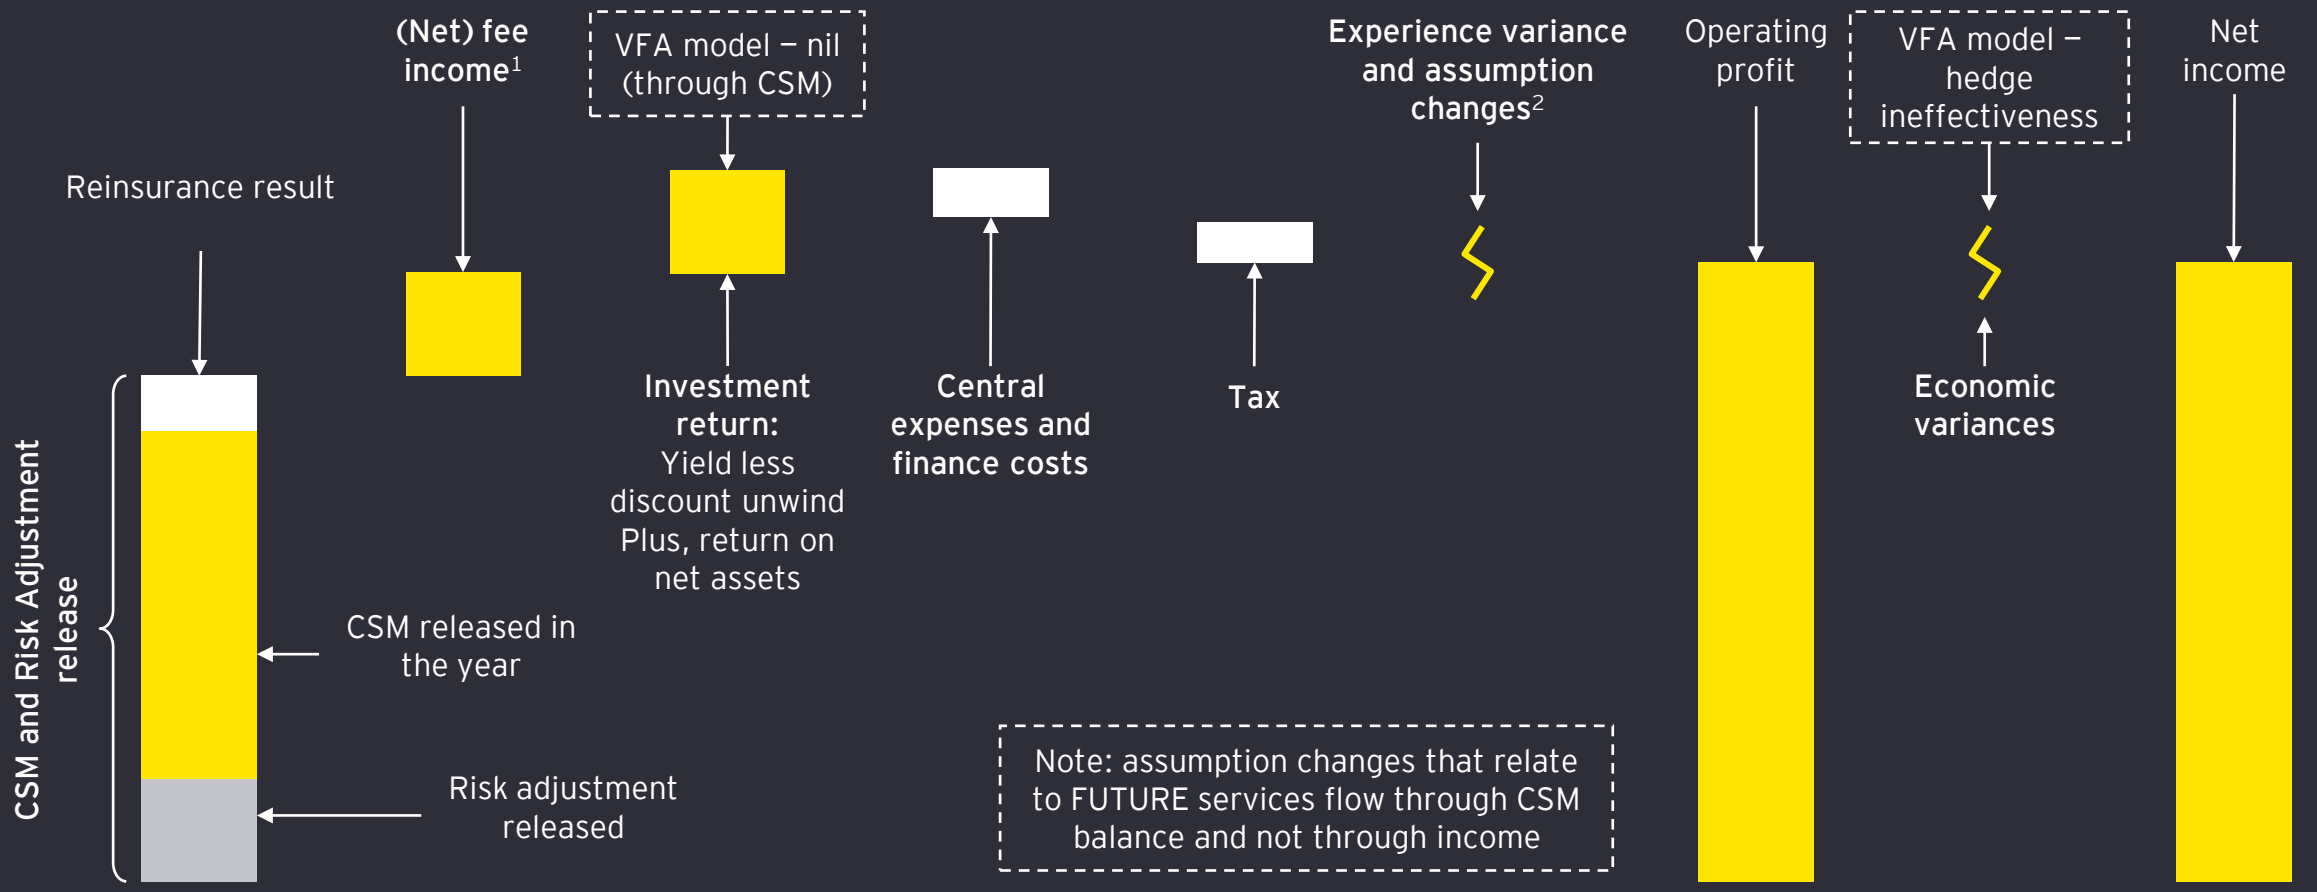 (Net) fee
income¹
VFA model – nil
(through CSM)
Experience variance
and assumption
changes²
Operating
profit
VFA model –
hedge
ineffectiveness
Net
income
Reinsurance result
Investment
return:
Yield less
discount unwind
Plus, return on
net assets
Central
expenses and
finance costs
Tax
Economic
variances
CSM and Risk Adjustment
release
CSM released in
the year
Risk adjustment
released
Note: assumption changes that relate
to FUTURE services flow through CSM
balance and not through income